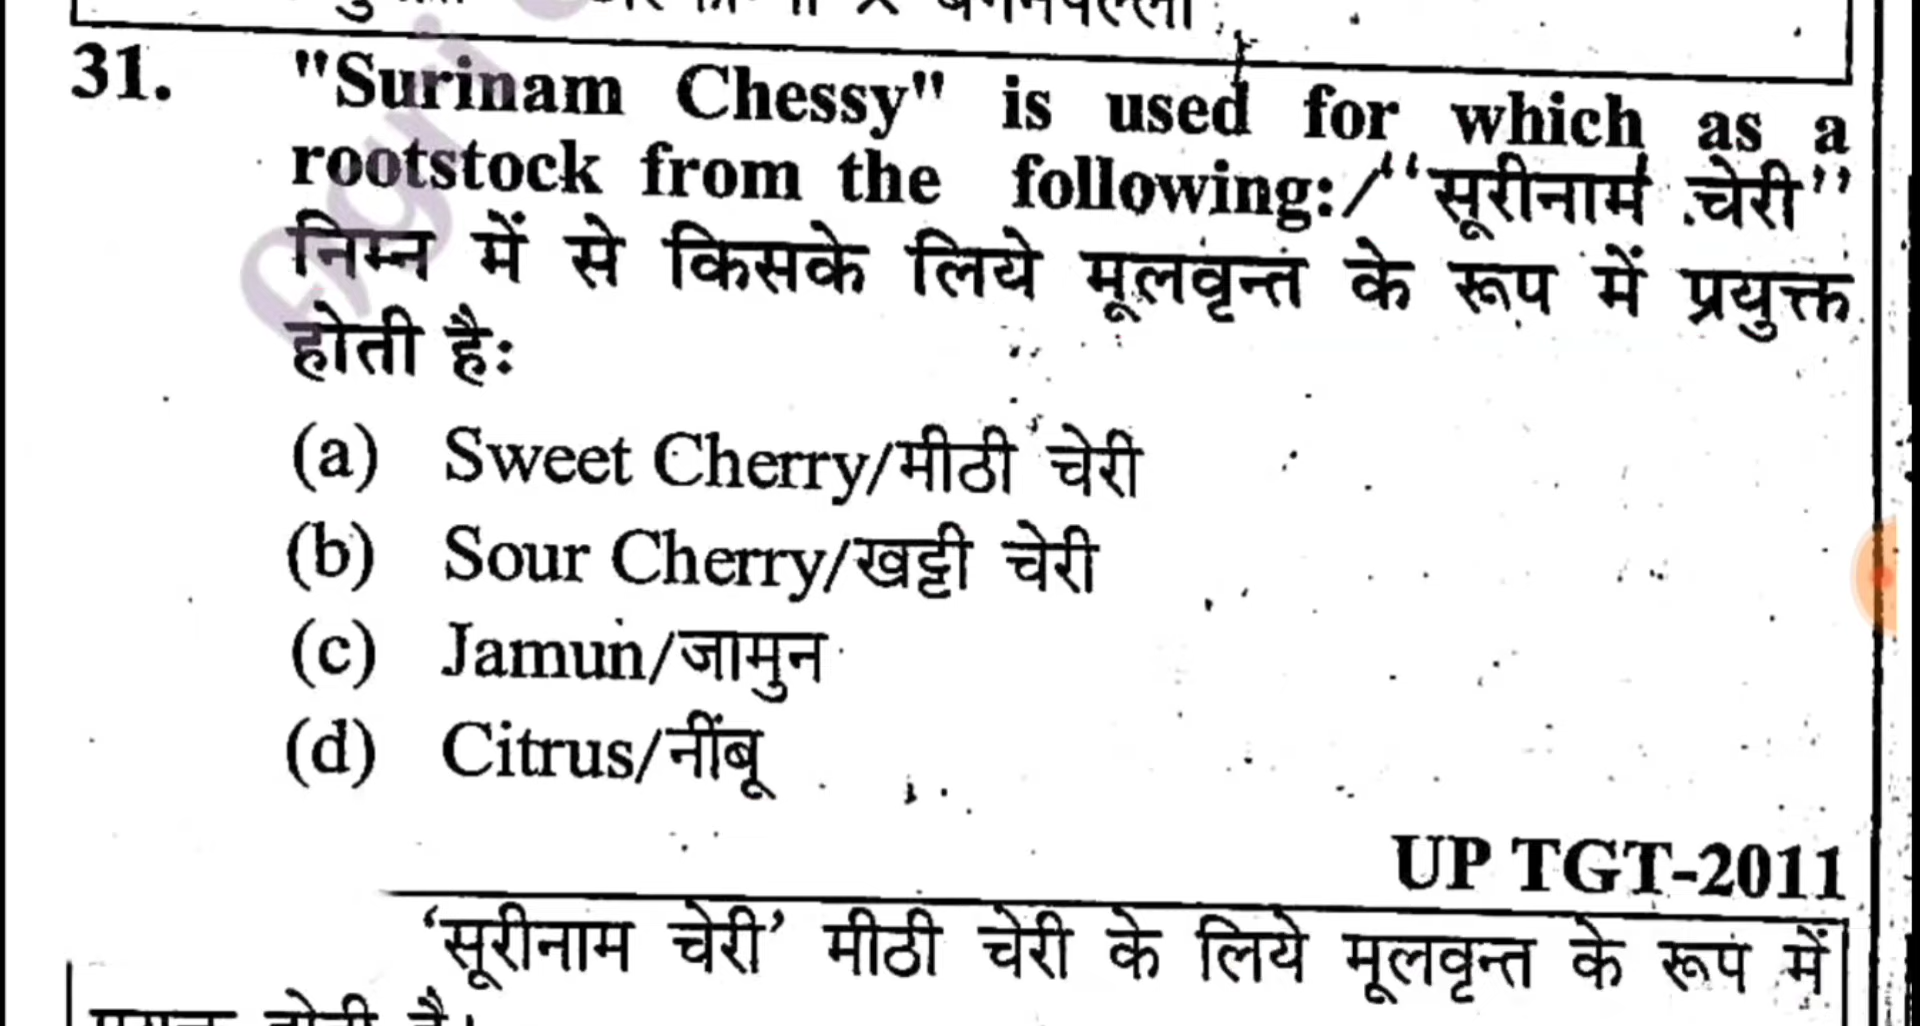 31. "Surinam Chessy" is used for which as a
rootstock from the following:/“सूरीनाम चेरी”
निम्न में से किसके लिये मूलवृन्त के रूप में प्रयुक्त
होती हैः
(a) Sweet Cherry/मीठी चेरी
(b) Sour Cherry/खट्टी चेरी
(c) Jamun/जामुन
(d) Citrus/नींबू
UP TGT-2011
‘सूरीनाम चेरी’ मीठी चेरी के लिये मूलवृन्त के रूप में
होती है।